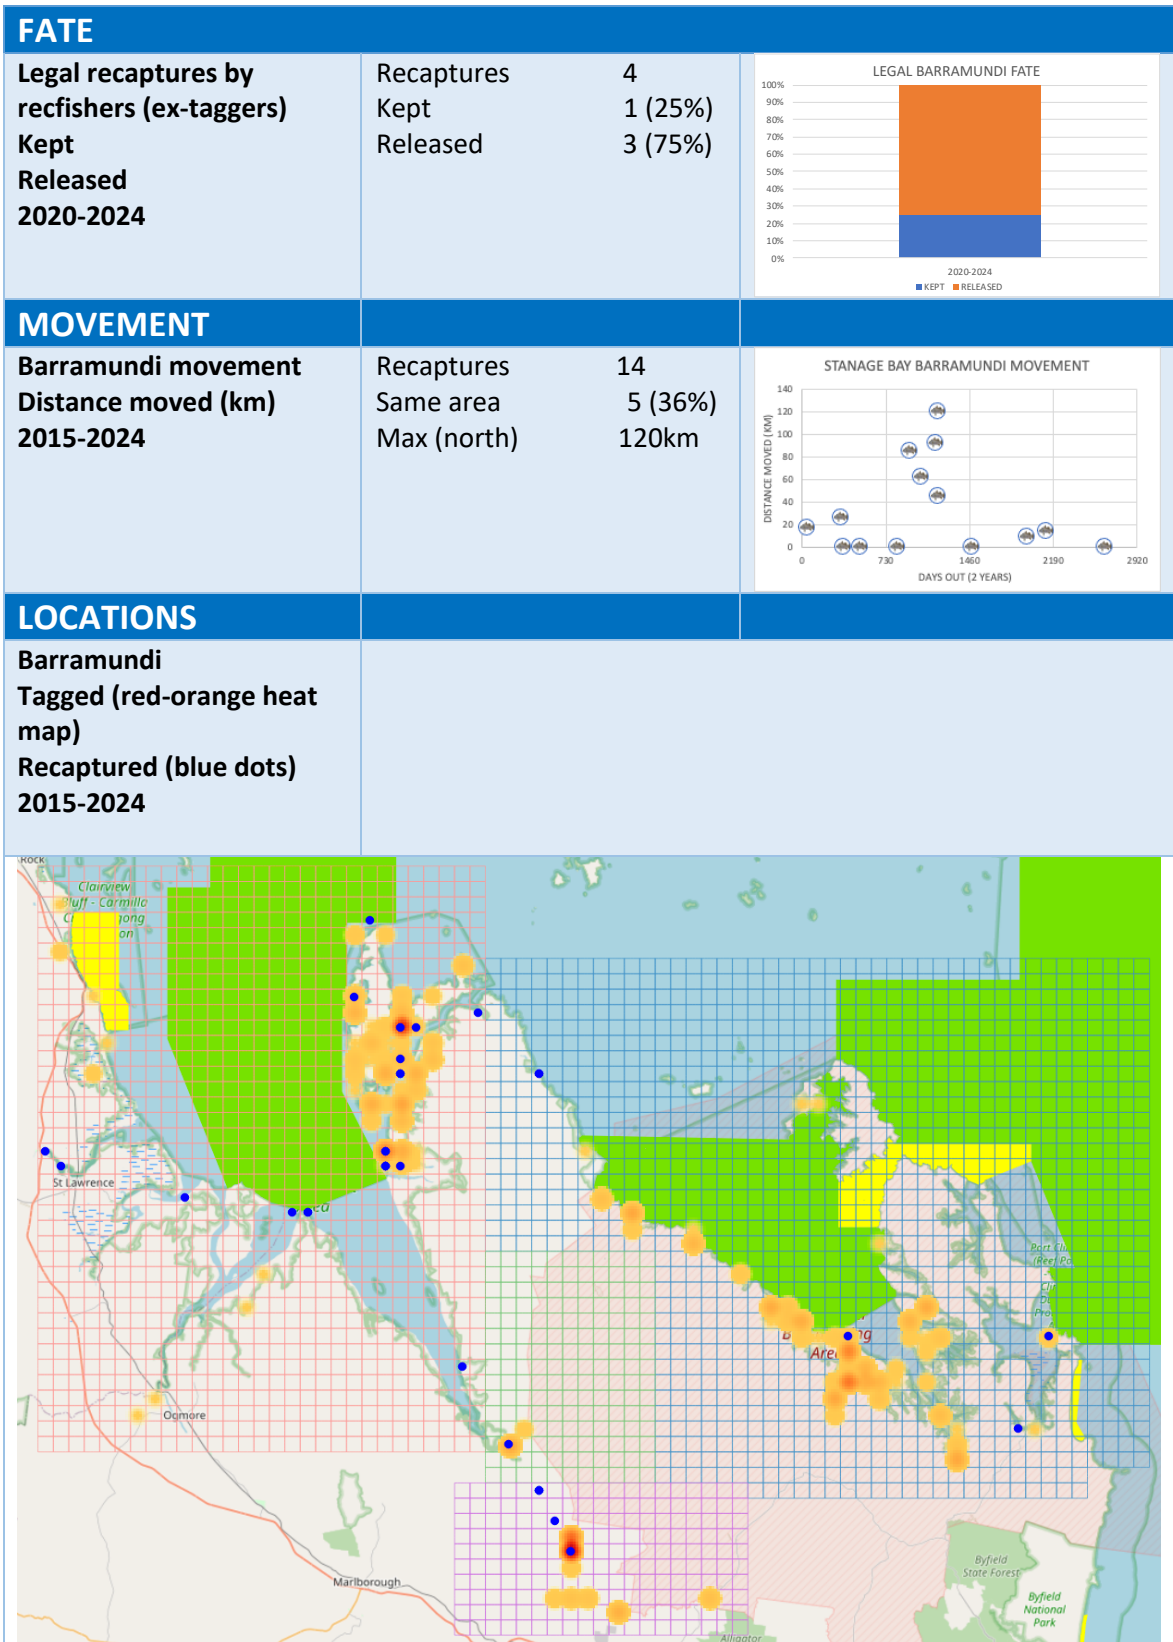 FATE
Legal recaptures by
recfishers (ex-taggers)
Kept
Released
2020-2024
Recaptures 4
Kept 1 (25%)
Released 3 (75%)
LEGAL BARRAMUNDI FATE
100%
90%
80%
70%
60%
50%
40%
30%
20%
10%
0%
2020-2024
KEPT RELEASED
MOVEMENT
Barramundi movement
Distance moved (km)
2015-2024
Recaptures 14
Same area 5 (36%)
Max (north) 120km
STANAGE BAY BARRAMUNDI MOVEMENT
DISTANCE MOVED (KM)
140
120
100
80
60
40
20
0
0 730 1460 2190 2920
DAYS OUT (2 YEARS)
LOCATIONS
Barramundi
Tagged (red-orange heat
map)
Recaptured (blue dots)
2015-2024
Rock
Clairview
Bluff - Carmilla
St Lawrence
Ogmore
Marlborough
Area
Byfield
State Forest
Byfield
National
Park
Alligator